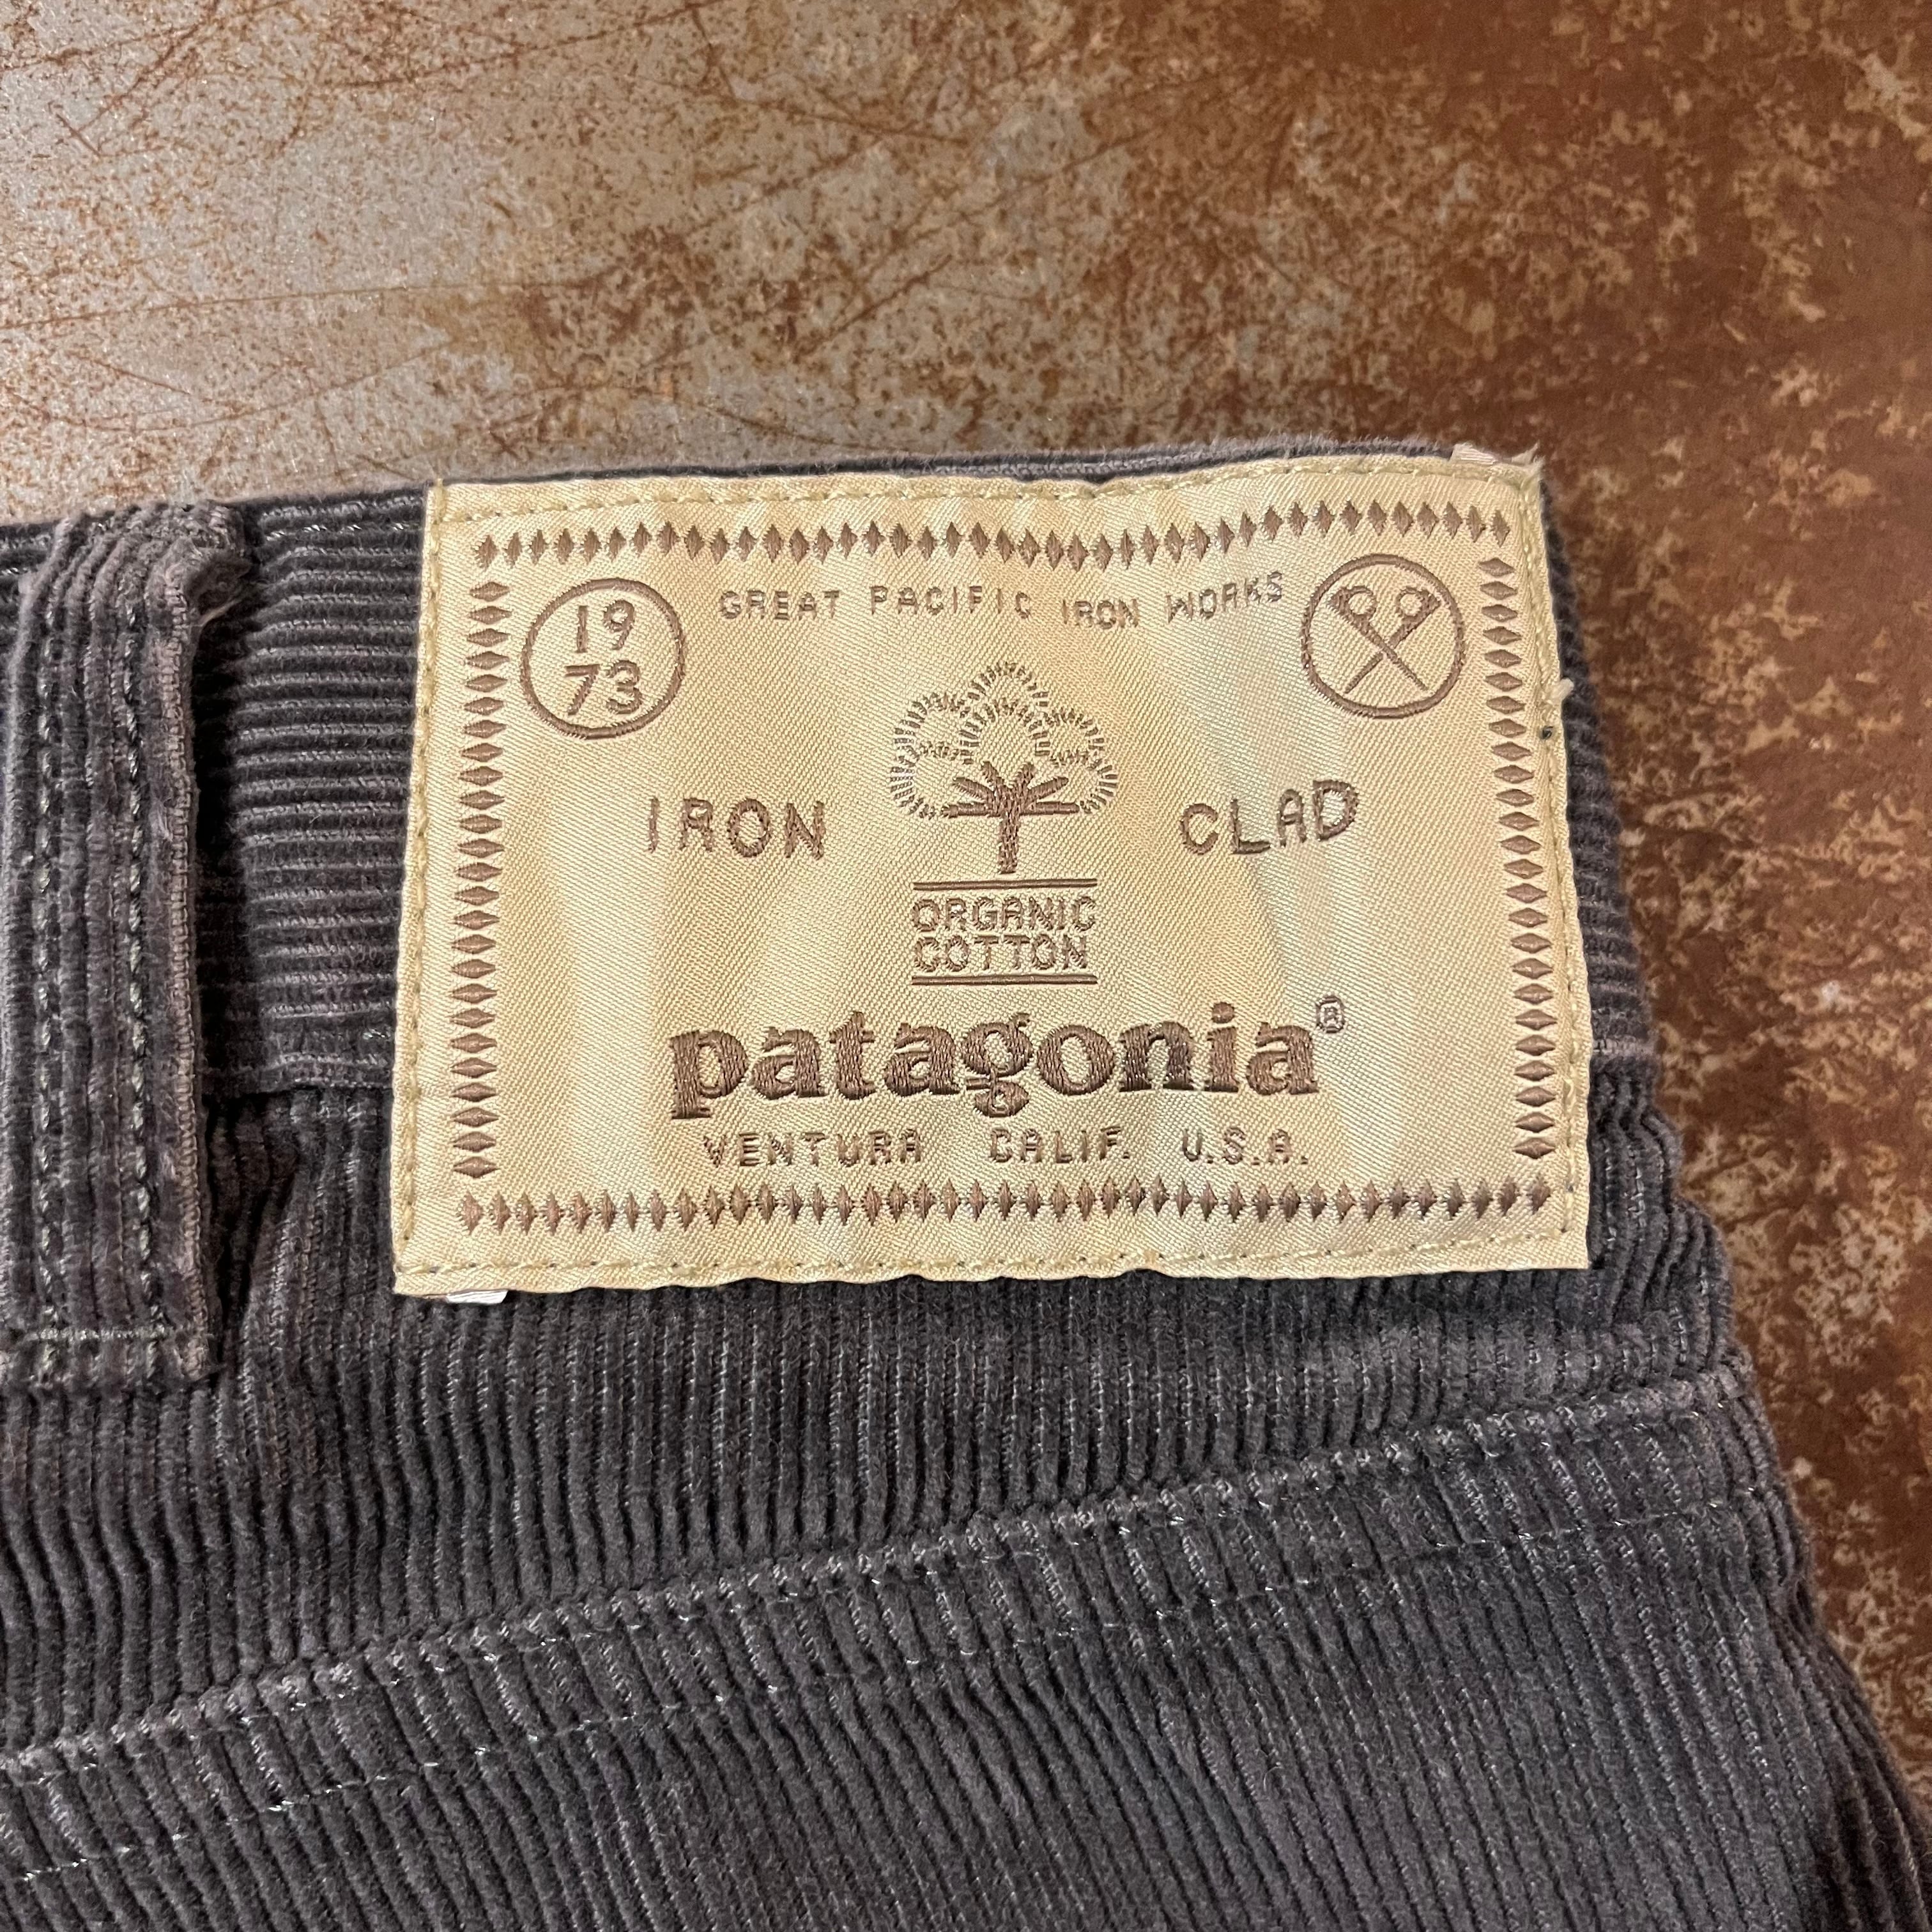 GREAT PACIFIC IRON WORKS
19
73
IRON CLAD
ORGANIC
COTTON
patagonia®
VENTURA CALIF. U.S.A.